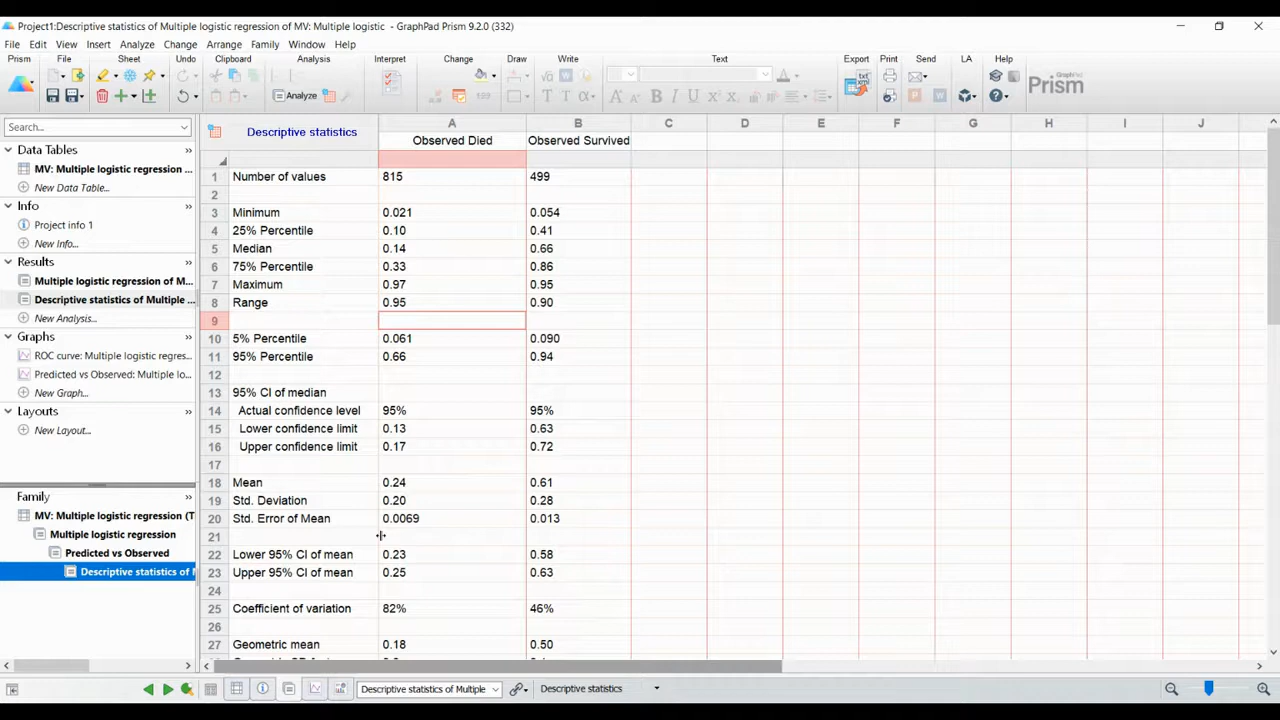 Project1:Descriptive statistics of Multiple logistic regression of MV: Multiple logistic - GraphPad Prism 9.2.0 (332)
File Edit View Insert Analyze Change Arrange Family Window Help
Prism File Sheet Undo Clipboard Analysis Interpret Change Draw Write Text Export Print Send LA Help
Analyze
Prism
Search...
Descriptive statistics
A B C D E F G H I J
Observed Died Observed Survived
Data Tables
MV: Multiple logistic regression ...
New Data Table...
Info
Project info 1
New Info...
Results
Multiple logistic regression of M...
Descriptive statistics of Multiple ...
New Analysis...
Graphs
ROC curve: Multiple logistic regres...
Predicted vs Observed: Multiple lo...
New Graph...
Layouts
New Layout...
Family
MV: Multiple logistic regression (T
Multiple logistic regression
Predicted vs Observed
Descriptive statistics of M
1 Number of values 815 499
2
3 Minimum 0.021 0.054
4 25% Percentile 0.10 0.41
5 Median 0.14 0.66
6 75% Percentile 0.33 0.86
7 Maximum 0.97 0.95
8 Range 0.95 0.90
9
10 5% Percentile 0.061 0.090
11 95% Percentile 0.66 0.94
12
13 95% CI of median
14 Actual confidence level 95% 95%
15 Lower confidence limit 0.13 0.63
16 Upper confidence limit 0.17 0.72
17
18 Mean 0.24 0.61
19 Std. Deviation 0.20 0.28
20 Std. Error of Mean 0.0069 0.013
21
22 Lower 95% CI of mean 0.23 0.58
23 Upper 95% CI of mean 0.25 0.63
24
25 Coefficient of variation 82% 46%
26
27 Geometric mean 0.18 0.50
Descriptive statistics of Multiple
Descriptive statistics